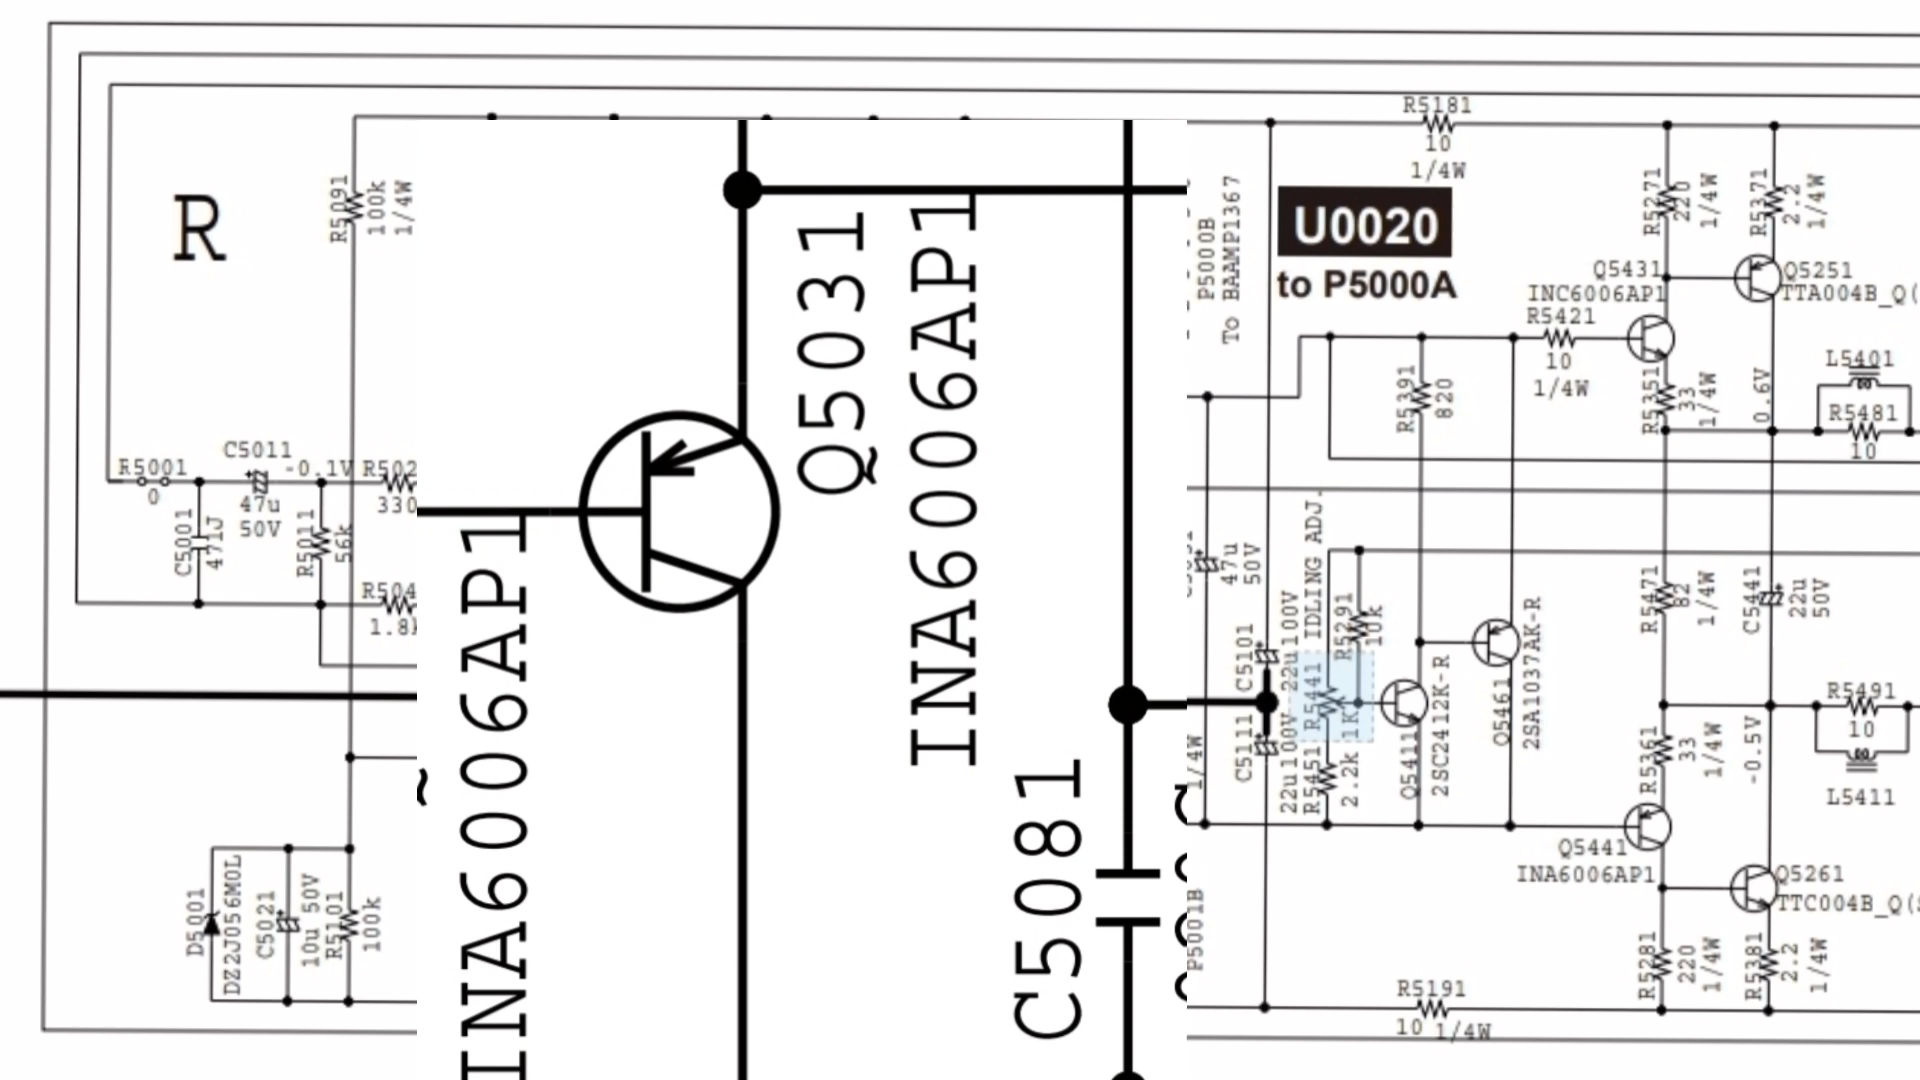 R5181
10
1/4W
R5091
100k
1/4W
R
P5000B
To BAAMP1367
U0020
to P5000A
R5271
220
1/4W
R5371
2.2
1/4W
Q5431
INC6006AP1
R5421
10
1/4W
Q5251
TTA004B_Q(
R5391
820
R5351
33
1/4W
0.6V
L5401
R5481
10
Q5031
INA6006AP1
INA6006AP1
C5081
R5001
0
C5011
47u
50V
-0.1V
R502
330
C5001
471J
R5011
56k
R504
1.8k
47u
50V
C5101
22u100V
IDLING ADJ.
R5291
10k
R5441
1K
C5111
22u100V
R5451
2.2k
1/4W
Q5411
2SC2412K-R
Q5461
2SA1037AK-R
R5471
82
1/4W
C5441
22u
50V
R5491
10
L5411
R5361
33
1/4W
-0.5V
Q5441
INA6006AP1
Q5261
TTC004B_Q(S
D5001
DZ2J056M0L
C5021
10u 50V
R5101
100k
P5001B
R5281
220
1/4W
R5381
2.2
1/4W
R5191
10 1/4W